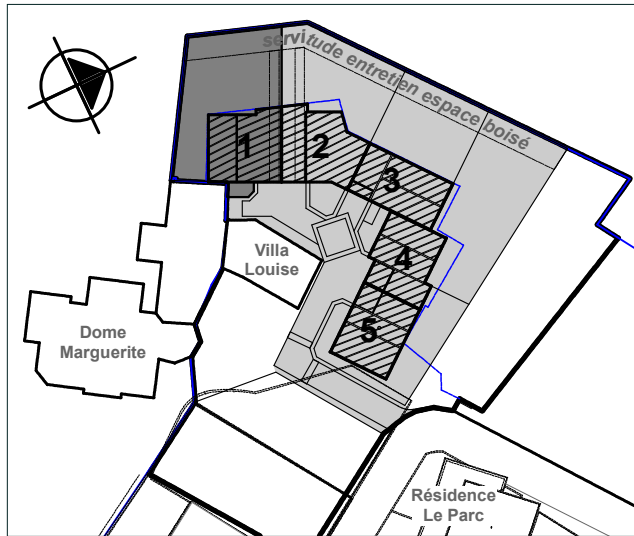 servitude entretien espace boisé
1
2
3
4
5
Villa
Louise
Dome
Marguerite
Résidence
Le Parc